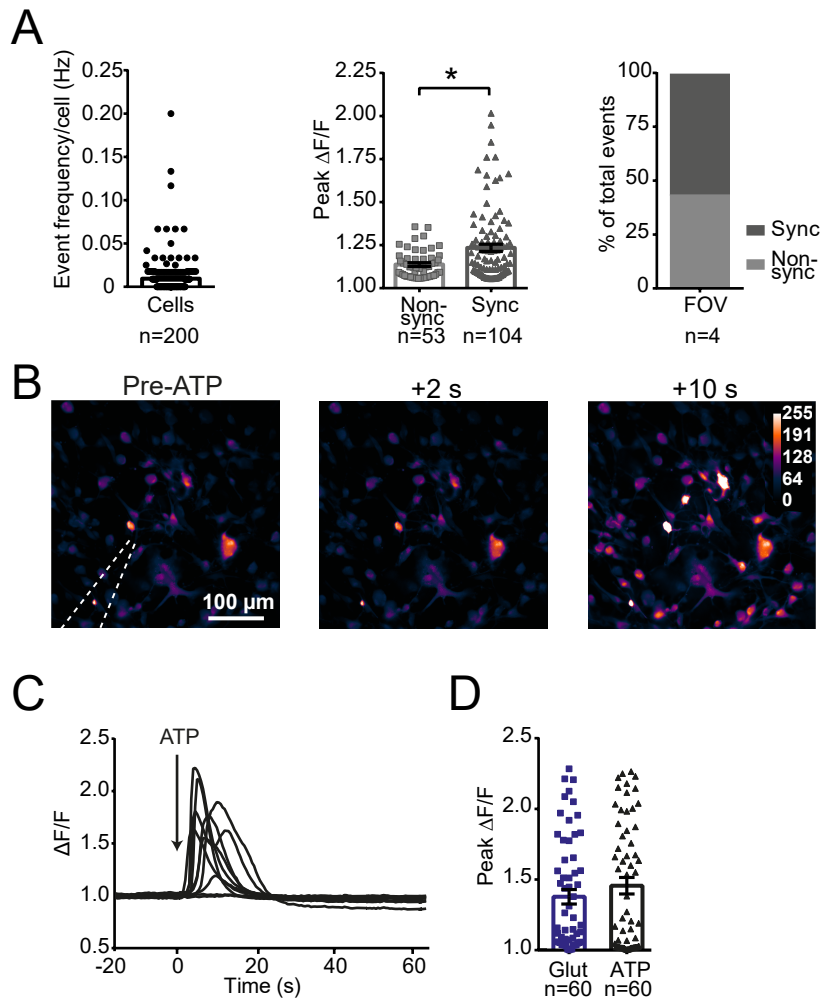 A
Event frequency/cell (Hz)
0.25
0.20
0.15
0.10
0.05
0
Cells
n=200
Peak ΔF/F
2.25
2.00
1.75
1.50
1.25
1.00
*
Non-
sync
n=53
Sync
n=104
% of total events
100
75
50
25
0
FOV
n=4
Sync
Non-
sync
B
Pre-ATP
+2 s
+10 s
100 µm
255
191
128
64
0
C
ΔF/F
2.5
2.0
1.5
1.0
0.5
ATP
-20
0
20
40
60
Time (s)
D
Peak ΔF/F
2.5
2.0
1.5
1.0
Glut
n=60
ATP
n=60